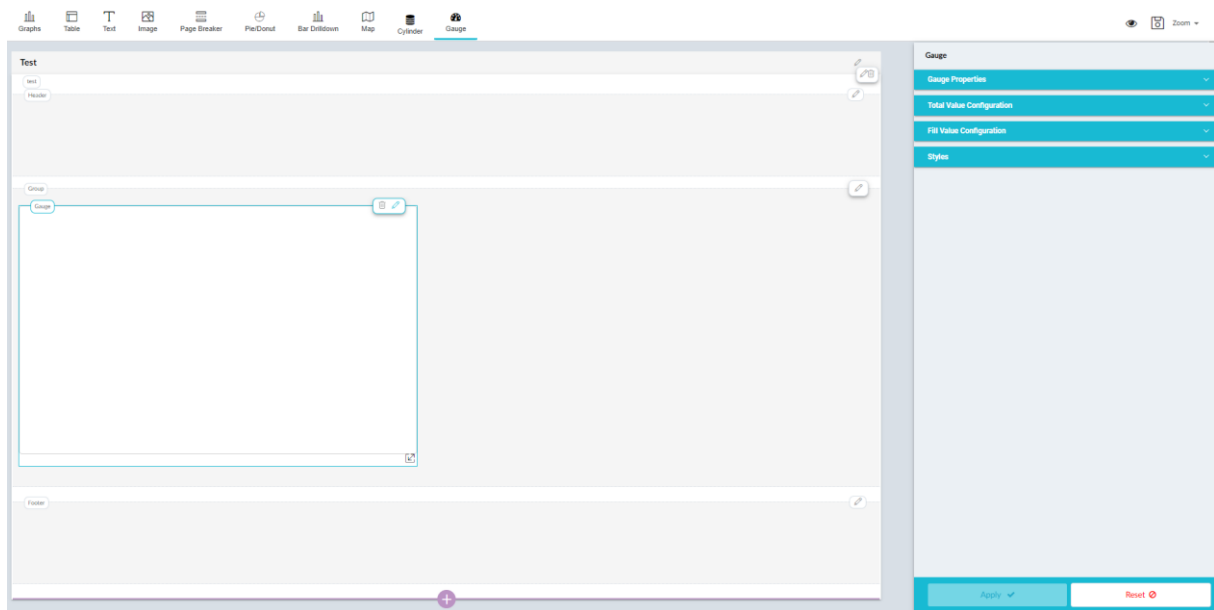 Graphs Table Text Image Page Breaker Pie/Donut Bar Drilldown Map Cylinder Gauge Zoom
Test
test
Header
Group
Gauge
Footer
Gauge
Gauge Properties
Total Value Configuration
Fill Value Configuration
Styles
Apply
Reset